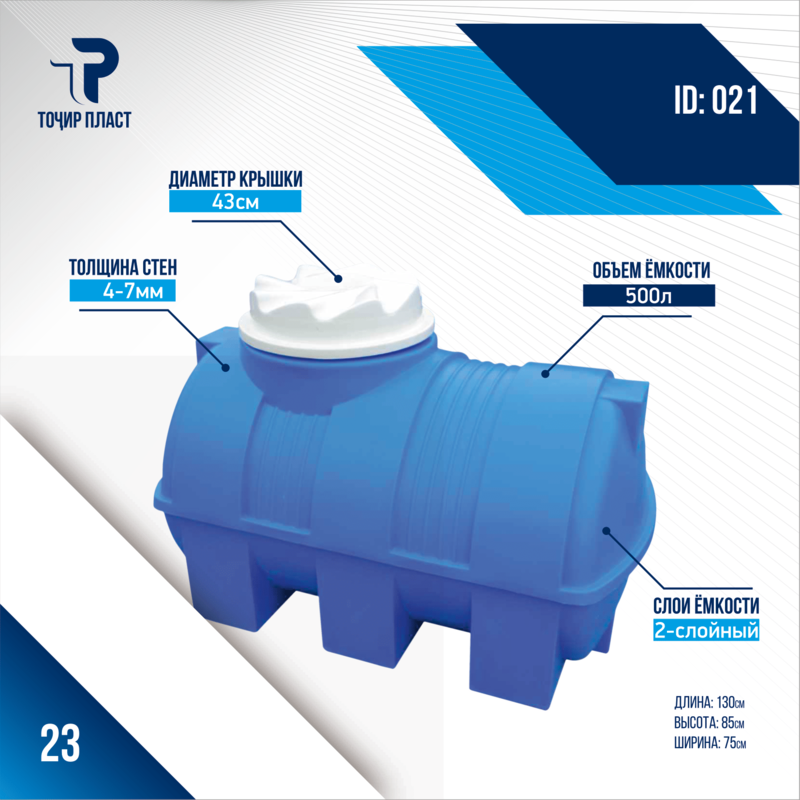 ТОҶИР ПЛАСТ
ID: 021
ДИАМЕТР КРЫШКИ
43см
ТОЛЩИНА СТЕН
4-7мм
ОБЪЕМ ЁМКОСТИ
500л
СЛОИ ЁМКОСТИ
2-слойный
ДЛИНА: 130см
ВЫСОТА: 85см
ШИРИНА: 75см
23